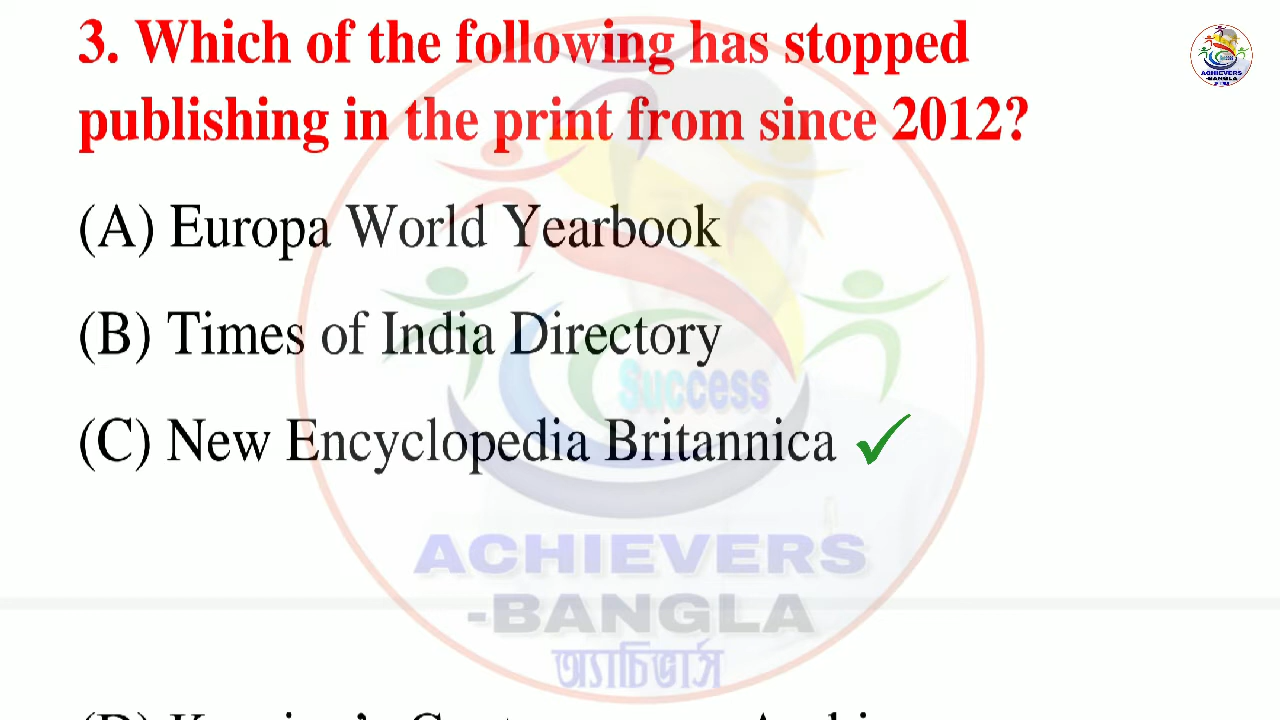 3. Which of the following has stopped
publishing in the print from since 2012?
(A) Europa World Yearbook
(B) Times of India Directory
(C) New Encyclopedia Britannica
Success
ACHIEVERS
-BANGLA
অ্যাচিভার্স
ACHIEVERS
-BANGLA